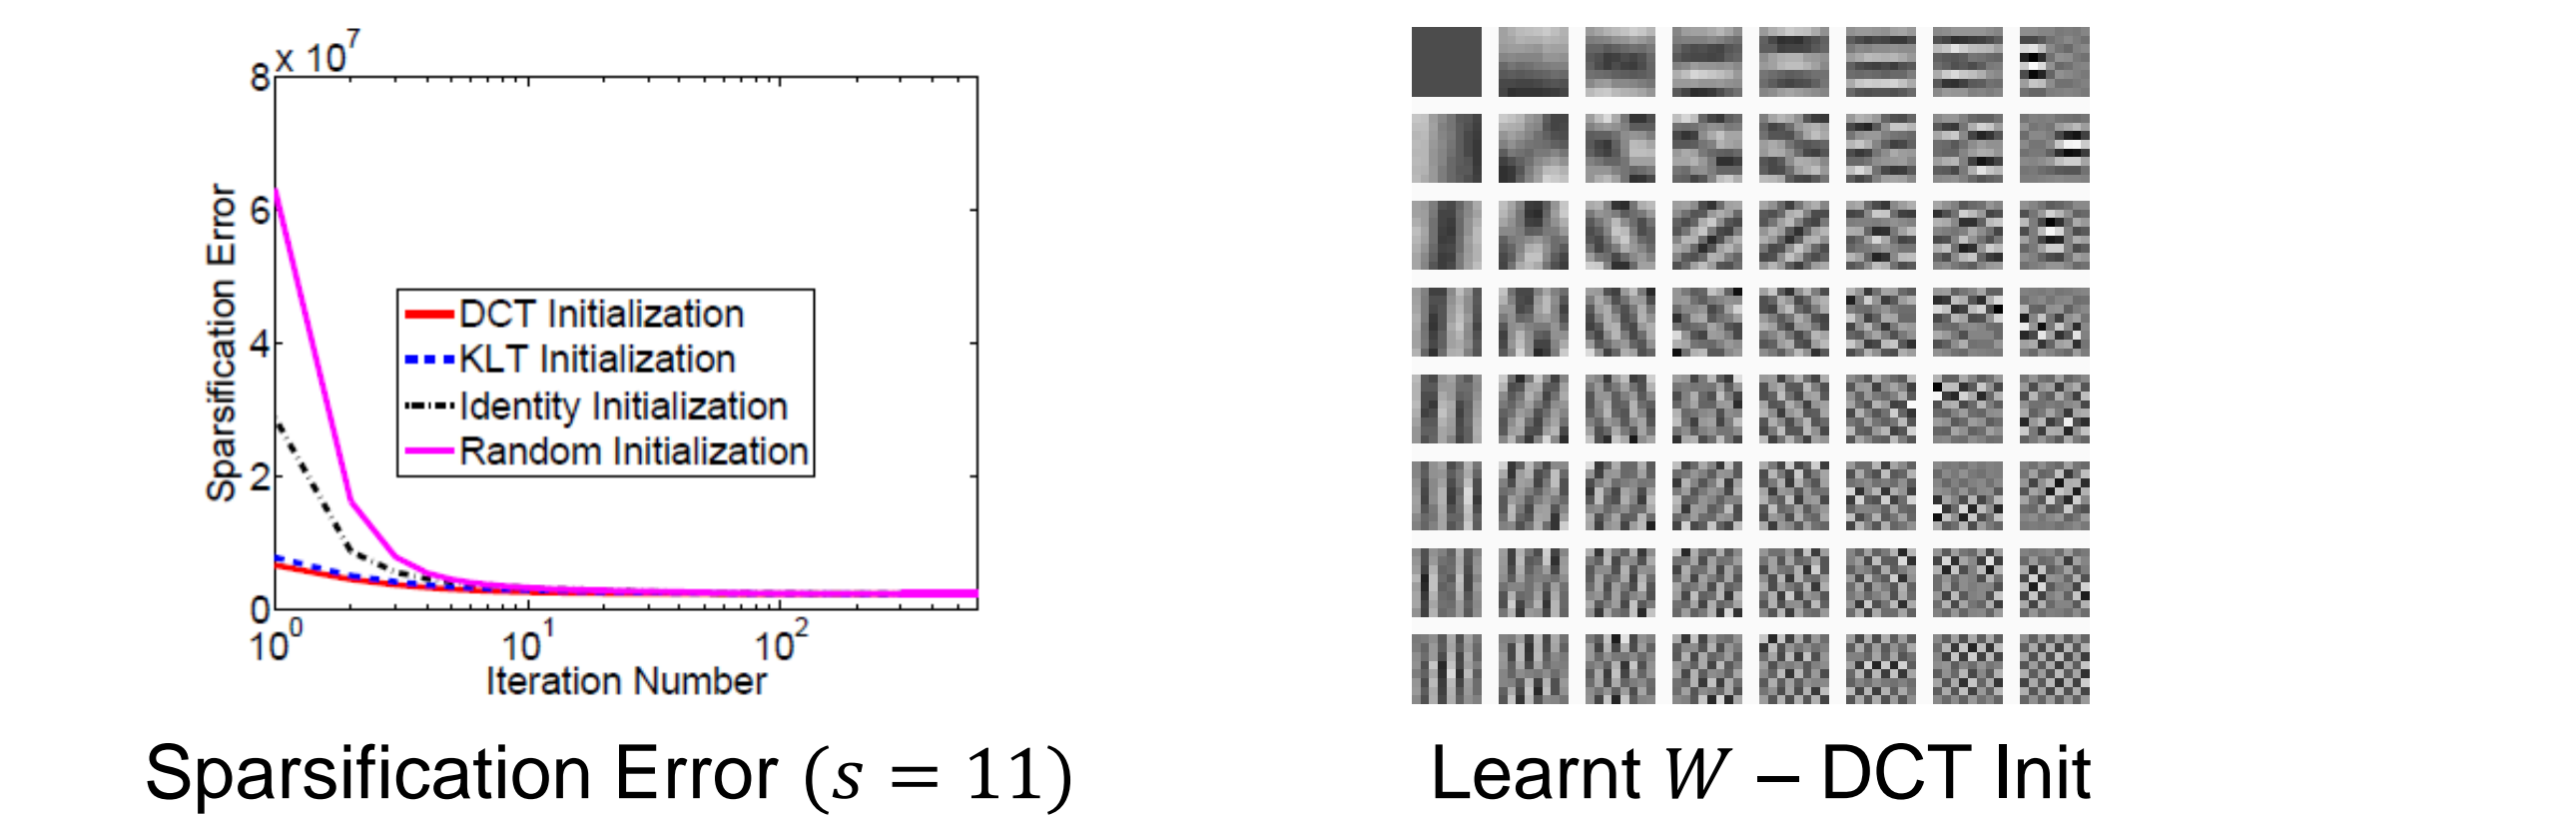 x 10^7
8
6
4
2
0
Sparsification Error
DCT Initialization
KLT Initialization
Identity Initialization
Random Initialization
10^0 10^1 10^2
Iteration Number
Sparsification Error (s = 11)
Learnt W – DCT Init